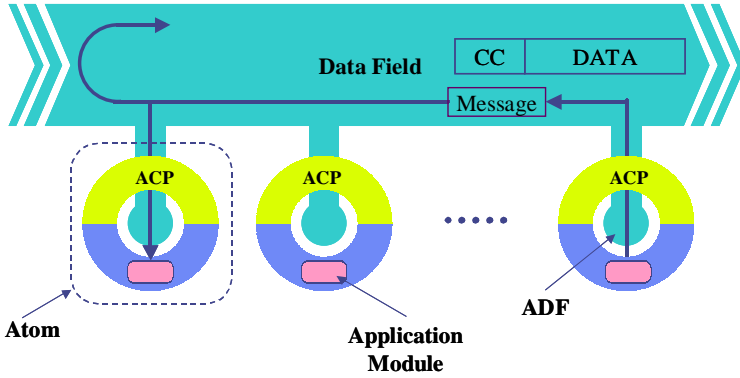 Data Field
CC
DATA
Message
ACP
ACP
ACP
Atom
Application
Module
ADF